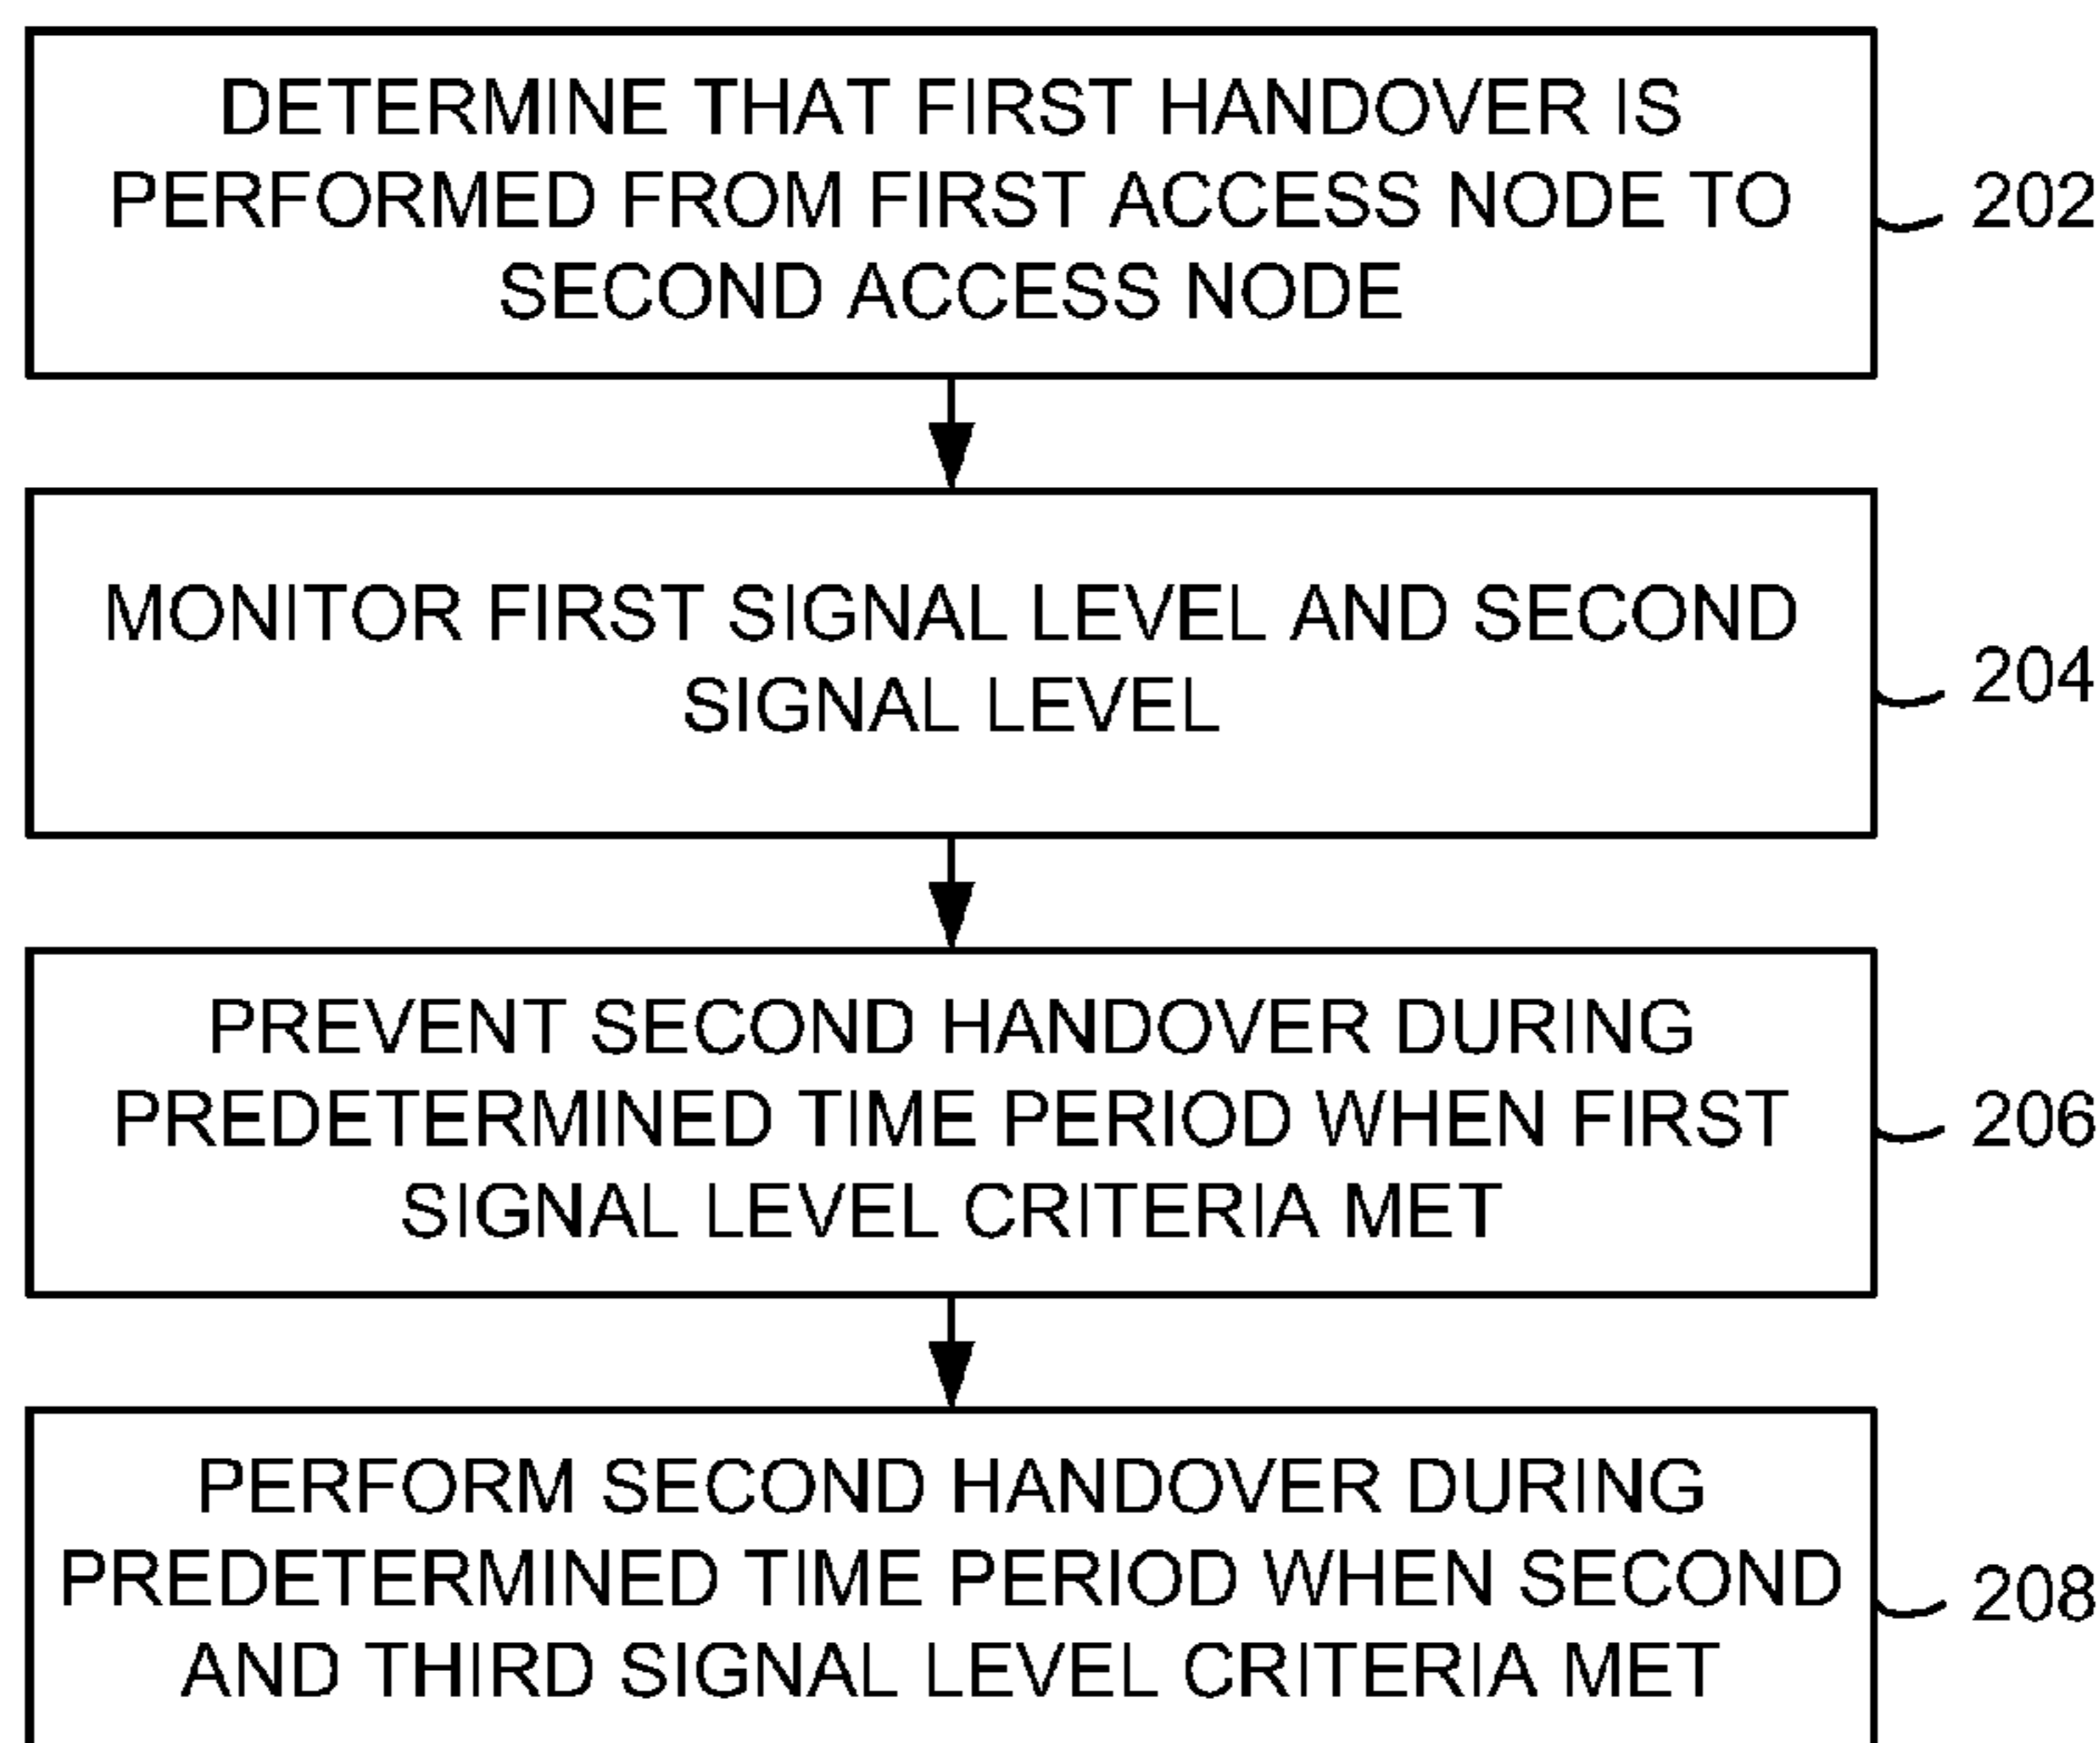 DETERMINE THAT FIRST HANDOVER IS
PERFORMED FROM FIRST ACCESS NODE TO
SECOND ACCESS NODE
202
MONITOR FIRST SIGNAL LEVEL AND SECOND
SIGNAL LEVEL
204
PREVENT SECOND HANDOVER DURING
PREDETERMINED TIME PERIOD WHEN FIRST
SIGNAL LEVEL CRITERIA MET
206
PERFORM SECOND HANDOVER DURING
PREDETERMINED TIME PERIOD WHEN SECOND
AND THIRD SIGNAL LEVEL CRITERIA MET
208